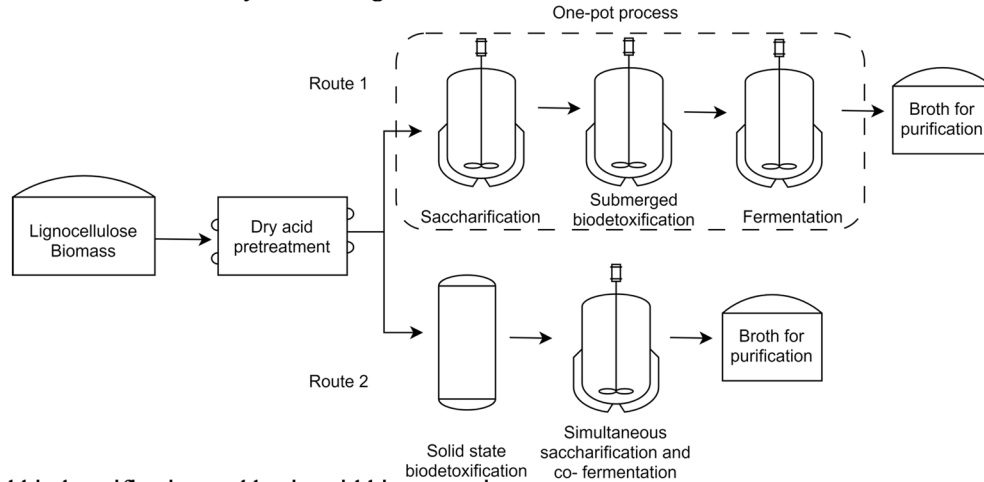 One-pot process
Route 1
Saccharification
Submerged
biodetoxification
Fermentation
Broth for
purification
Lignocellulose
Biomass
Dry acid
pretreatment
Route 2
Solid state
biodetoxification
Simultaneous
saccharification and
co- fermentation
Broth for
purification